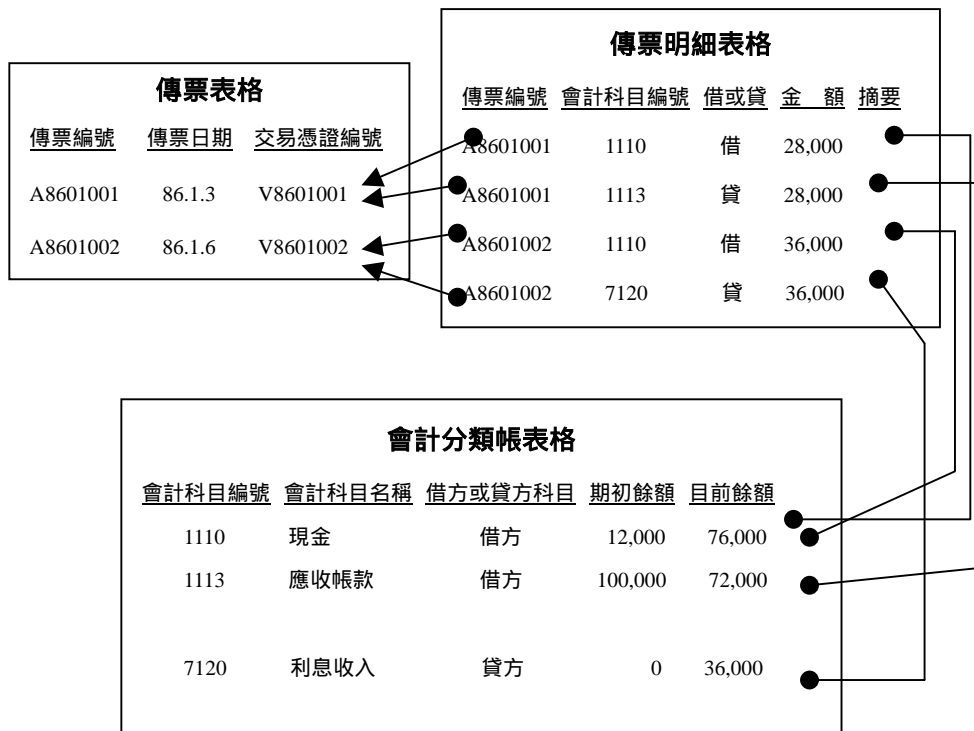 傳票表格
傳票編號 傳票日期 交易憑證編號
A8601001 86.1.3 V8601001
A8601002 86.1.6 V8601002
傳票明細表格
傳票編號 會計科目編號 借或貸 金 額 摘要
A8601001 1110 借 28,000
A8601001 1113 貸 28,000
A8601002 1110 借 36,000
A8601002 7120 貸 36,000
會計分類帳表格
會計科目編號 會計科目名稱 借方或貸方科目 期初餘額 目前餘額
1110 現金 借方 12,000 76,000
1113 應收帳款 借方 100,000 72,000
7120 利息收入 貸方 0 36,000